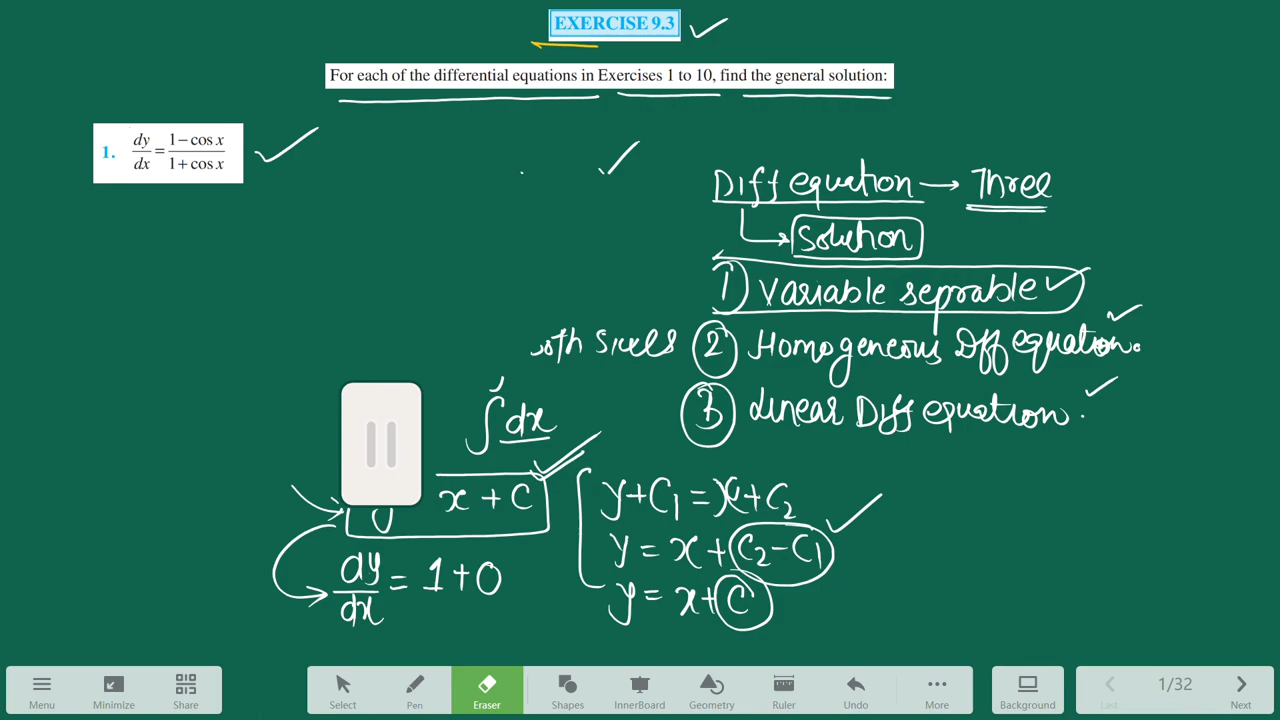 EXERCISE 9.3
For each of the differential equations in Exercises 1 to 10, find the general solution:
1. dy/dx = 1 − cos x / 1 + cos x
Diff equation → Three
Solution
1) Variable seprable
2 Homogeneous Diff equation.
3 Linear Diff equation.
∫ dx
x + C
dy/dx = 1 + 0
y + C₁ = x + C₂
y = x + C₂ − C₁
y = x + C
Menu Minimize Share Select Pen Eraser Shapes InnerBoard Geometry Ruler Undo More Background Last 1/32 Next